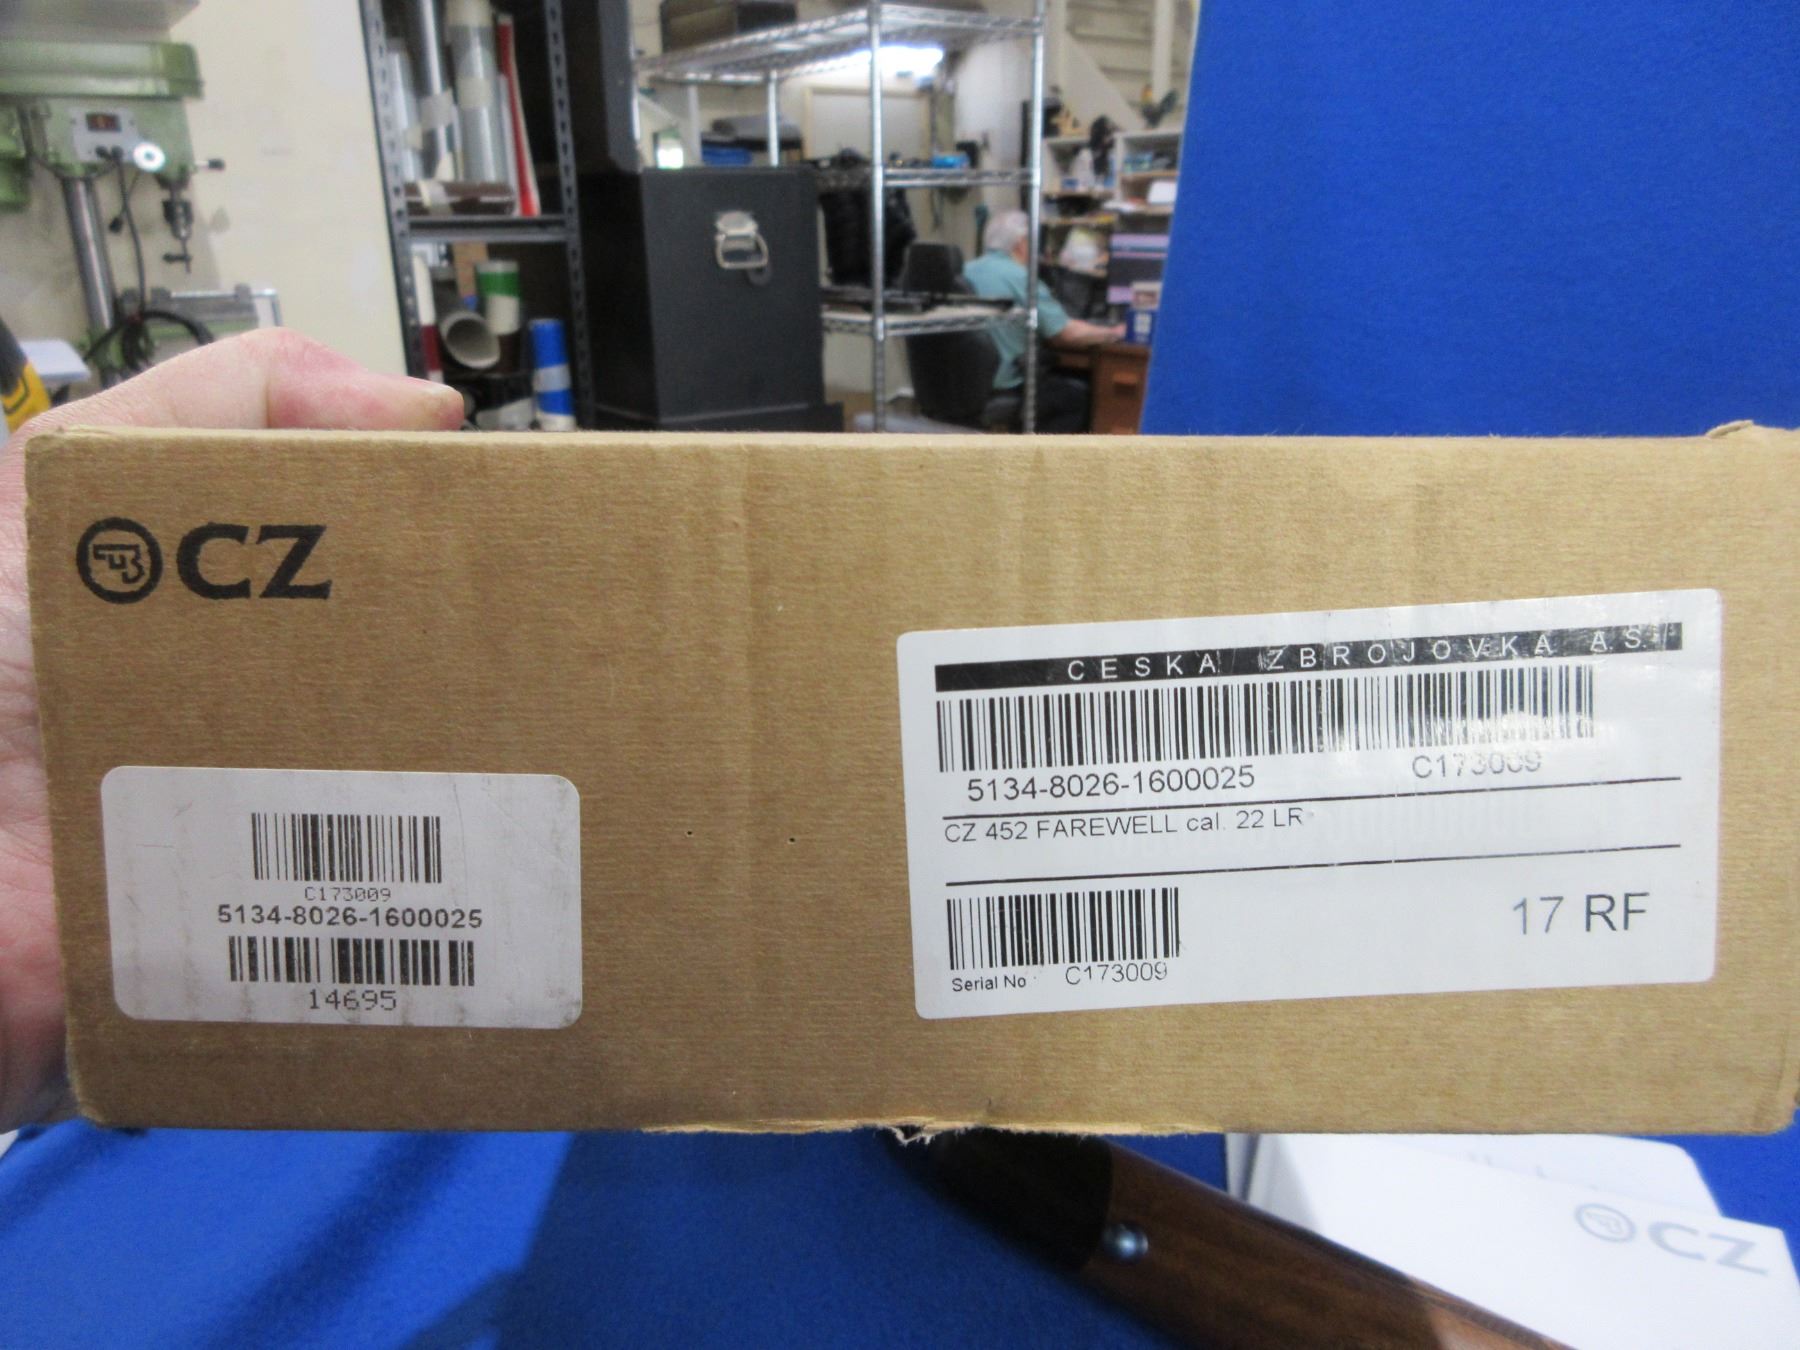 CZ
CESKA ZBROJOVKA A.S.
5134-8026-1600025 C173009
CZ 452 FAREWELL cal. 22 LR
17 RF
Serial No C173009
C173009
5134-8026-1600025
14695
CZ